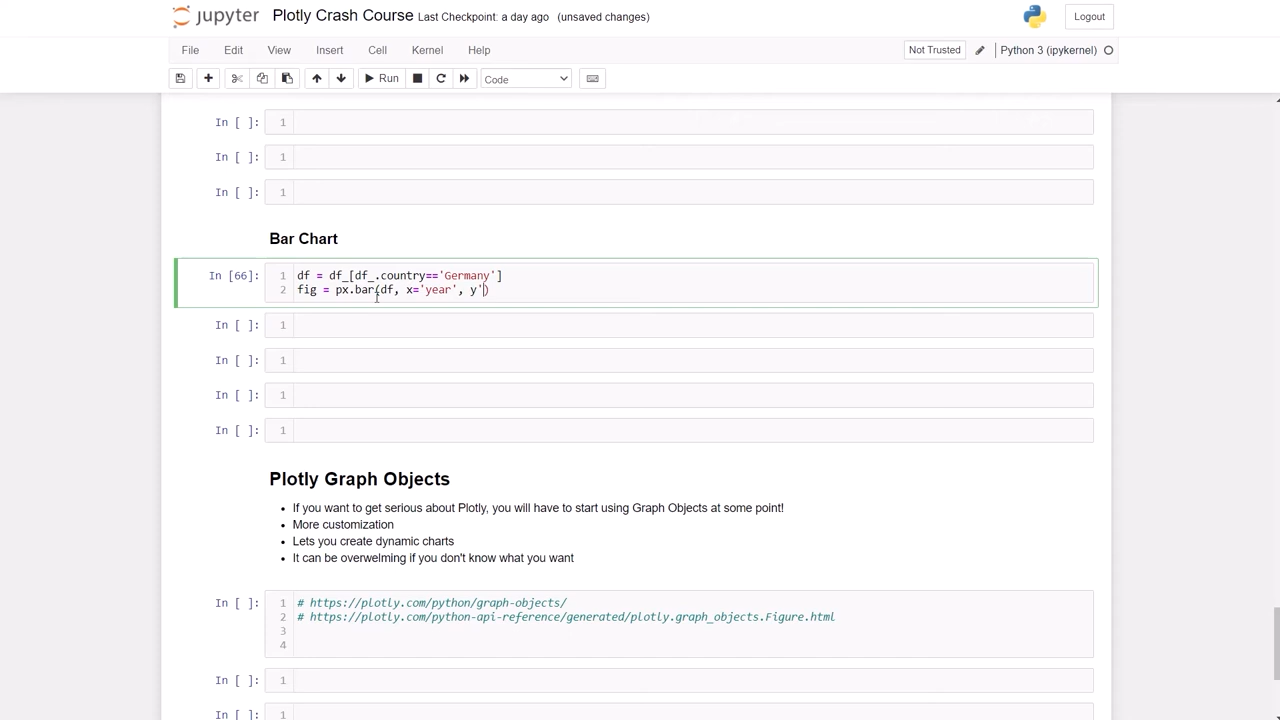 jupyter Plotly Crash Course Last Checkpoint: a day ago (unsaved changes) Logout
File Edit View Insert Cell Kernel Help Not Trusted Python 3 (ipykernel)
Run Code
In [ ]: 1
In [ ]: 1
In [ ]: 1
Bar Chart
In [66]: 1 df = df_[df_.country=='Germany']
2 fig = px.bar(df, x='year', y')
In [ ]: 1
In [ ]: 1
In [ ]: 1
In [ ]: 1
Plotly Graph Objects
• If you want to get serious about Plotly, you will have to start using Graph Objects at some point!
• More customization
• Lets you create dynamic charts
• It can be overwelming if you don't know what you want
In [ ]: 1 # https://plotly.com/python/graph-objects/
2 # https://plotly.com/python-api-reference/generated/plotly.graph_objects.Figure.html
3
4
In [ ]: 1
In [ ]: 1